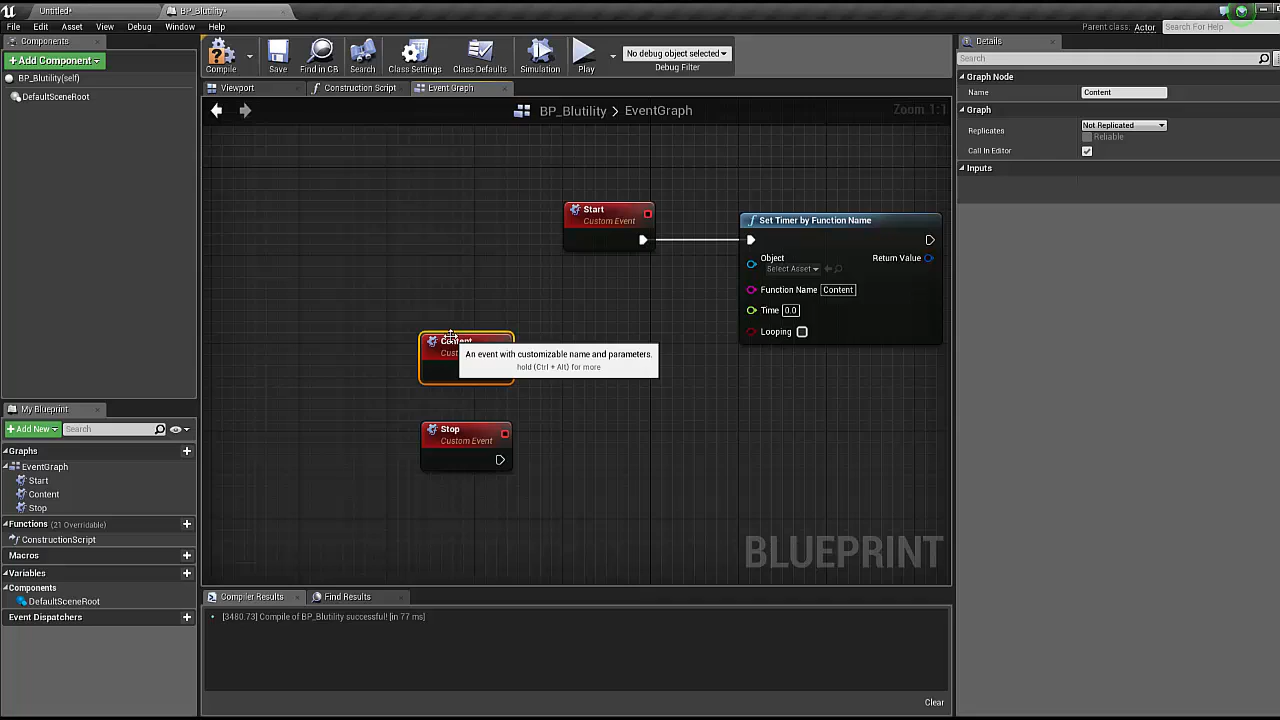 Untitled*
BP_Blutility*
File Edit Asset View Debug Window Help
Parent class: Actor
Search For Help
Components
+ Add Component
BP_Blutility(self)
DefaultSceneRoot
Compile
Save
Find in CB
Search
Class Settings
Class Defaults
Simulation
Play
No debug object selected
Debug Filter
Viewport
Construction Script
Event Graph
BP_Blutility > EventGraph
Zoom 1:1
Start
Custom Event
Set Timer by Function Name
Object
Select Asset
Return Value
Function Name Content
Time 0.0
Looping
An event with customizable name and parameters.
hold (Ctrl + Alt) for more
Stop
Custom Event
BLUEPRINT
My Blueprint
+ Add New
Search
Graphs
EventGraph
Start
Content
Stop
Functions (21 Overridable)
ConstructionScript
Macros
Variables
Components
DefaultSceneRoot
Event Dispatchers
Compiler Results
Find Results
[3480.73] Compile of BP_Blutility successful! [in 77 ms]
Clear
Details
Search
Graph Node
Name Content
Graph
Replicates Not Replicated
Reliable
Call In Editor
Inputs